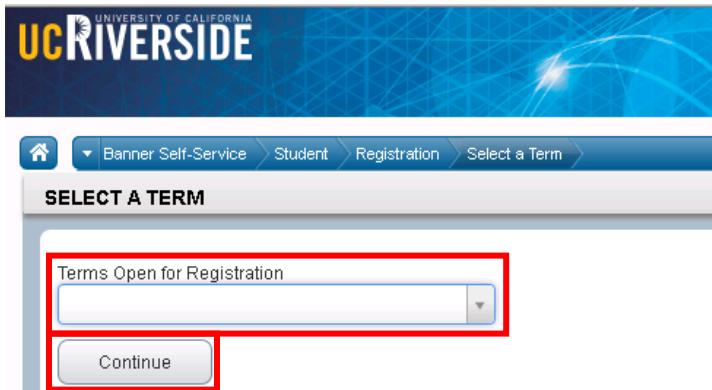 UNIVERSITY OF CALIFORNIA
UCRIVERSIDE
Banner Self-Service Student Registration Select a Term
SELECT A TERM
Terms Open for Registration
Continue